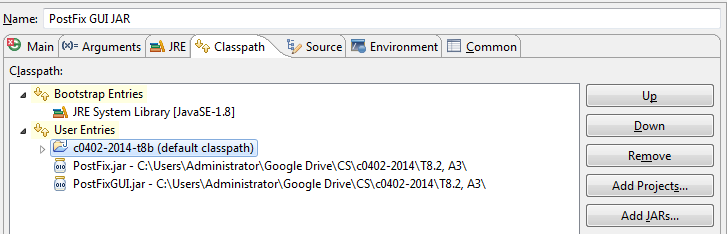 Name: PostFix GUI JAR
Main (x)= Arguments JRE Classpath Source Environment Common
Classpath:
Bootstrap Entries
JRE System Library [JavaSE-1.8]
User Entries
c0402-2014-t8b (default classpath)
PostFix.jar - C:\Users\Administrator\Google Drive\CS\c0402-2014\T8.2, A3\
PostFixGUI.jar - C:\Users\Administrator\Google Drive\CS\c0402-2014\T8.2, A3\
Up
Down
Remove
Add Projects...
Add JARs...